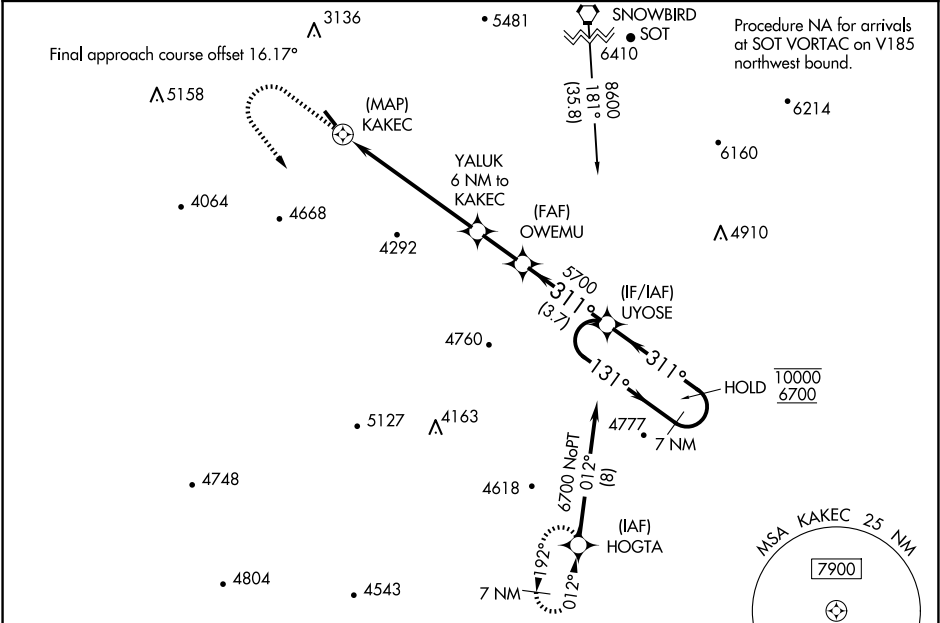 3136
5481
SNOWBIRD
SOT
6410
Procedure NA for arrivals
at SOT VORTAC on V185
northwest bound.
Final approach course offset 16.17°
5158
(MAP)
KAKEC
8600
181°
(35.8)
6214
6160
YALUK
6 NM to
KAKEC
4064
4668
4292
(FAF)
OWEMU
4910
5700
311°
(3.7)
(IF/IAF)
UYOSE
4760
311°
131°
HOLD
10000
6700
5127
4163
4777
7 NM
6700 NoPT
012°
(8)
4748
4618
(IAF)
HOGTA
192°
012°
7 NM
4804
4543
MSA KAKEC 25 NM
7900